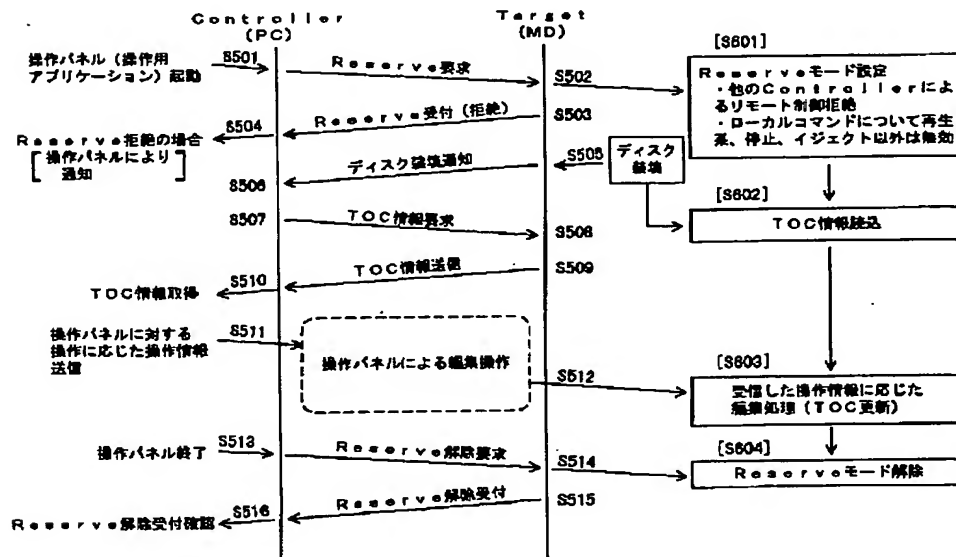 Controller
(PC)
Target
(MD)
操作パネル(操作用
アプリケーション)起動
S501
Reserve要求
S502
[S601]
Reserveモード設定
・他のControllerによ
るリモート制御拒絶
・ローカルコマンドについて再生
系、停止、イジェクト以外は無効
Reserve受付(拒絶)
S503
S504
Reserve拒絶の場合
操作パネルにより
通知
S505
ディスク
装填
ディスク装填通知
S506
[S602]
TOC情報読込
S507
TOC情報要求
S508
TOC情報送信
S509
S510
TOC情報取得
S511
操作パネルに対する
操作に応じた操作情報
送信
操作パネルによる編集操作
S512
[S603]
受信した操作情報に応じた
編集処理(TOC更新)
S513
操作パネル終了
Reserve解除要求
S514
[S604]
Reserveモード解除
Reserve解除受付
S515
S516
Reserve解除受付確認